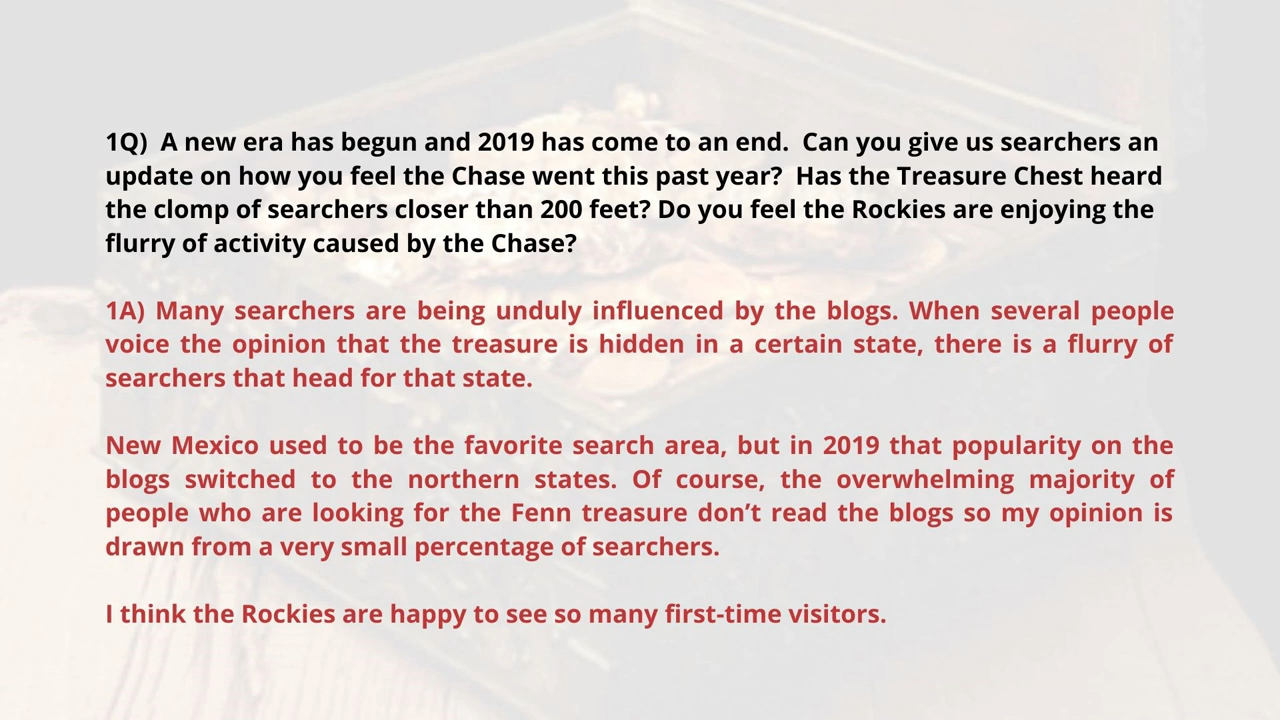 1Q)  A new era has begun and 2019 has come to an end.  Can you give us searchers an
update on how you feel the Chase went this past year?  Has the Treasure Chest heard
the clomp of searchers closer than 200 feet? Do you feel the Rockies are enjoying the
flurry of activity caused by the Chase?
1A) Many searchers are being unduly influenced by the blogs. When several people
voice the opinion that the treasure is hidden in a certain state, there is a flurry of
searchers that head for that state.
New Mexico used to be the favorite search area, but in 2019 that popularity on the
blogs switched to the northern states. Of course, the overwhelming majority of
people who are looking for the Fenn treasure don’t read the blogs so my opinion is
drawn from a very small percentage of searchers.
I think the Rockies are happy to see so many first-time visitors.